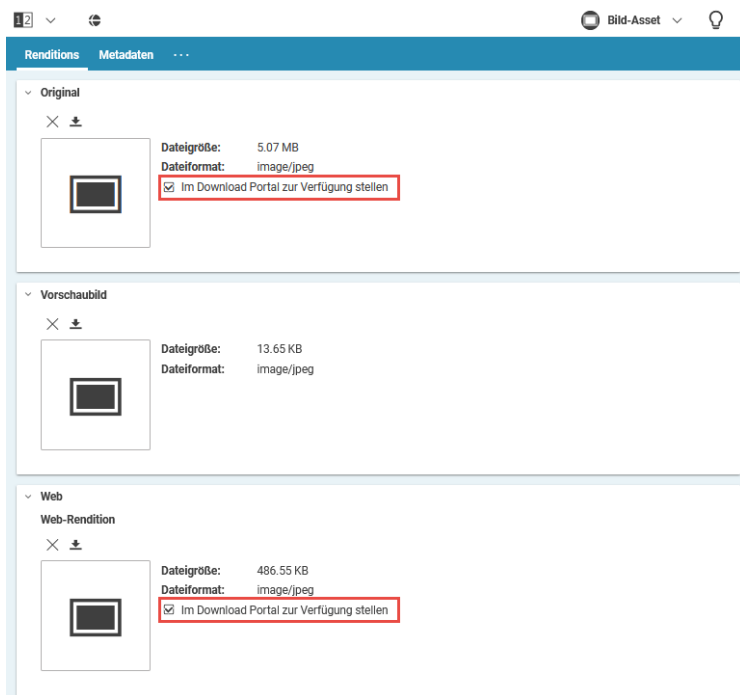 12
Bild-Asset
Renditions Metadaten ...
Original
Dateigröße: 5.07 MB
Dateiformat: image/jpeg
Im Download Portal zur Verfügung stellen
Vorschaubild
Dateigröße: 13.65 KB
Dateiformat: image/jpeg
Web
Web-Rendition
Dateigröße: 486.55 KB
Dateiformat: image/jpeg
Im Download Portal zur Verfügung stellen